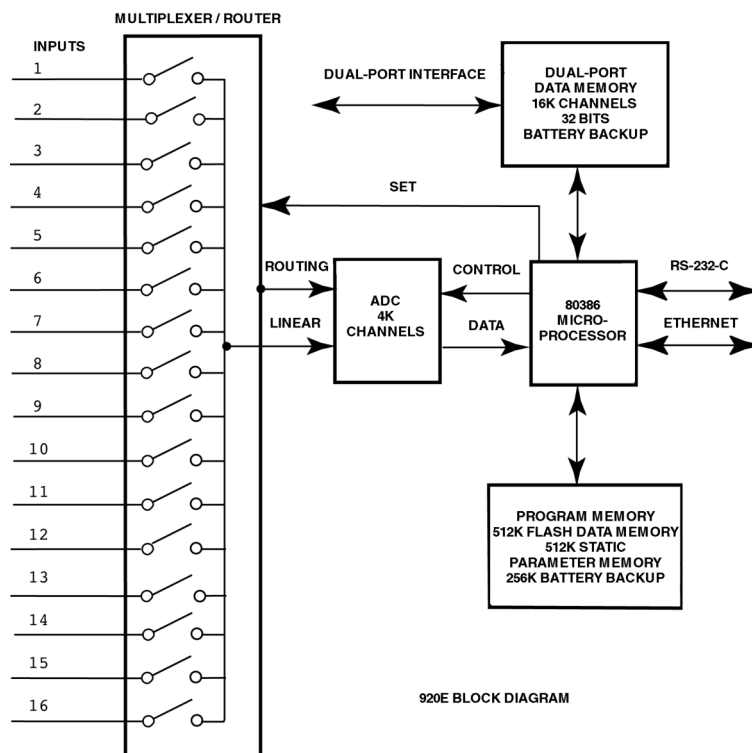 MULTIPLEXER / ROUTER
INPUTS
1
2
3
4
5
6
7
8
9
10
11
12
13
14
15
16
DUAL-PORT INTERFACE
DUAL-PORT
DATA MEMORY
16K CHANNELS
32 BITS
BATTERY BACKUP
SET
ROUTING
LINEAR
ADC
4K
CHANNELS
CONTROL
DATA
80386
MICRO-
PROCESSOR
RS-232-C
ETHERNET
PROGRAM MEMORY
512K FLASH DATA MEMORY
512K STATIC
PARAMETER MEMORY
256K BATTERY BACKUP
920E BLOCK DIAGRAM